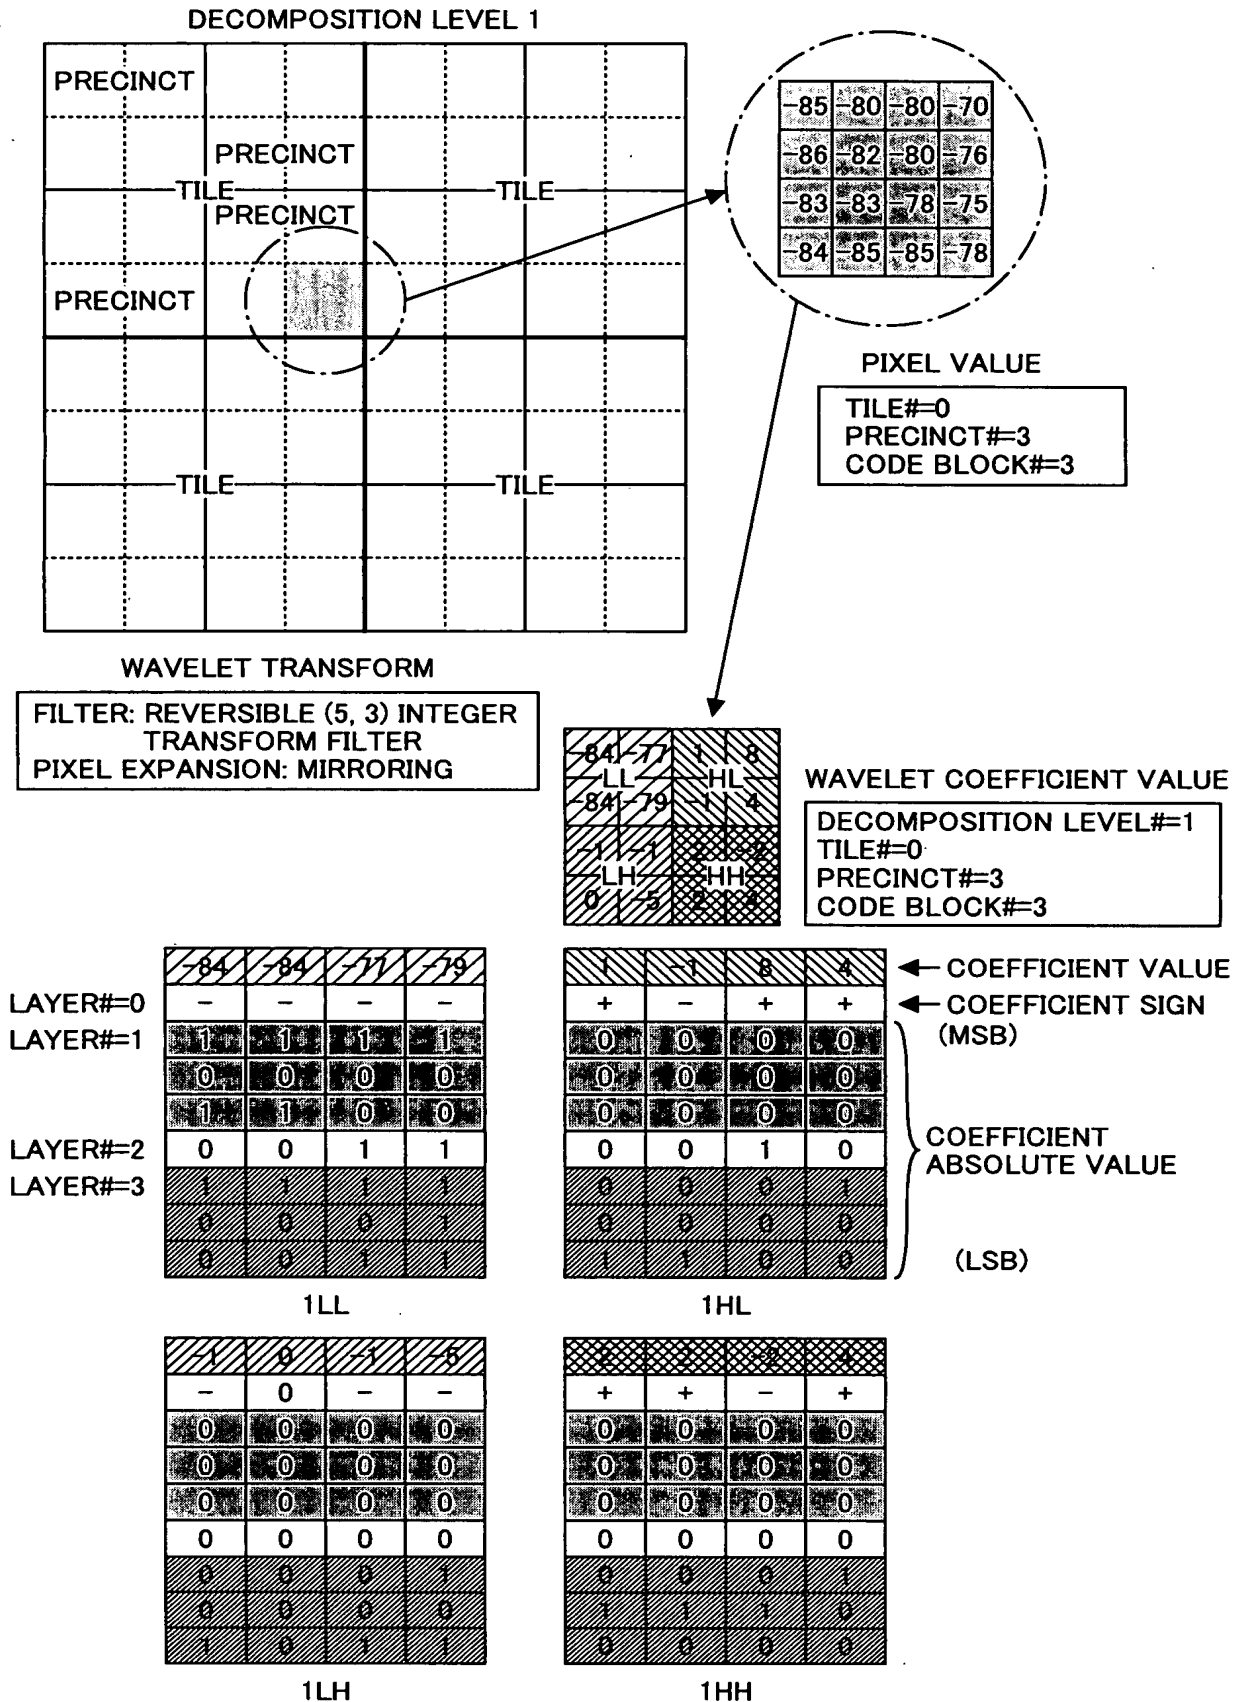 DECOMPOSITION LEVEL 1
PRECINCT
PRECINCT
TILE
TILE
PRECINCT
PRECINCT
TILE
TILE
-85 -80 -80 -70
-86 -82 -80 -76
-83 -83 -78 -75
-84 -85 -85 -78
PIXEL VALUE
TILE#=0
PRECINCT#=3
CODE BLOCK#=3
WAVELET TRANSFORM
FILTER: REVERSIBLE (5, 3) INTEGER
TRANSFORM FILTER
PIXEL EXPANSION: MIRRORING
-84 -77 1 8
LL HL
-84 -79 -1 4
-1 -1 2 -2
LH HH
0 -5 2 4
WAVELET COEFFICIENT VALUE
DECOMPOSITION LEVEL#=1
TILE#=0
PRECINCT#=3
CODE BLOCK#=3
-84 -84 -77 -79
LAYER#=0 - - - -
LAYER#=1 1 1 1 1
0 0 0 0
1 1 0 0
LAYER#=2 0 0 1 1
LAYER#=3 1 1 1 1
0 0 0 1
0 0 1 1
1LL
1 -1 8 4 COEFFICIENT VALUE
+ - + + COEFFICIENT SIGN
0 0 0 0 (MSB)
0 0 0 0
0 0 0 0
0 0 1 0
0 0 0 1
0 0 0 0
1 1 0 0 (LSB)
COEFFICIENT
ABSOLUTE VALUE
1HL
-1 0 -1 -5
- 0 - -
0 0 0 0
0 0 0 0
0 0 0 0
0 0 0 0
0 0 0 1
0 0 0 0
1 0 1 1
1LH
2 2 -2 4
+ + - +
0 0 0 0
0 0 0 0
0 0 0 0
0 0 0 0
0 0 0 1
1 1 1 0
0 0 0 0
1HH